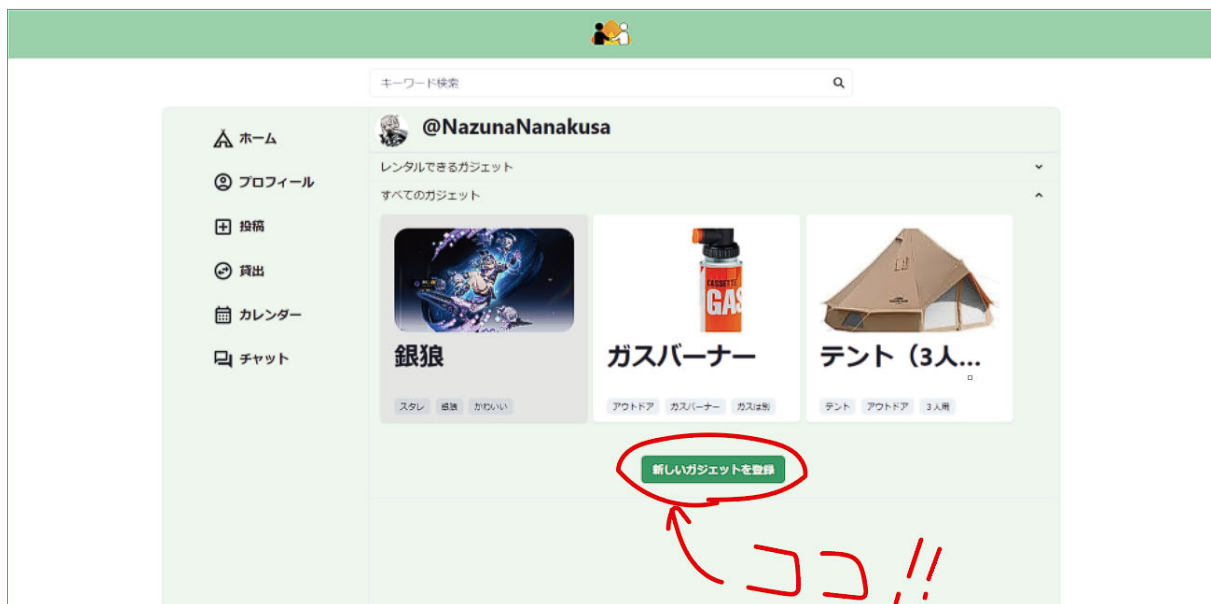 キーワード検索
ホーム
プロフィール
投稿
貸出
カレンダー
チャット
@NazunaNanakusa
レンタルできるガジェット
すべてのガジェット
CASSETTE
GAS
銀狼
ガスバーナー
テント（3人...
スタレ 銀狼 かわいい
アウトドア ガスバーナー ガスは別
テント アウトドア 3人用
新しいガジェットを登録
ココ!!